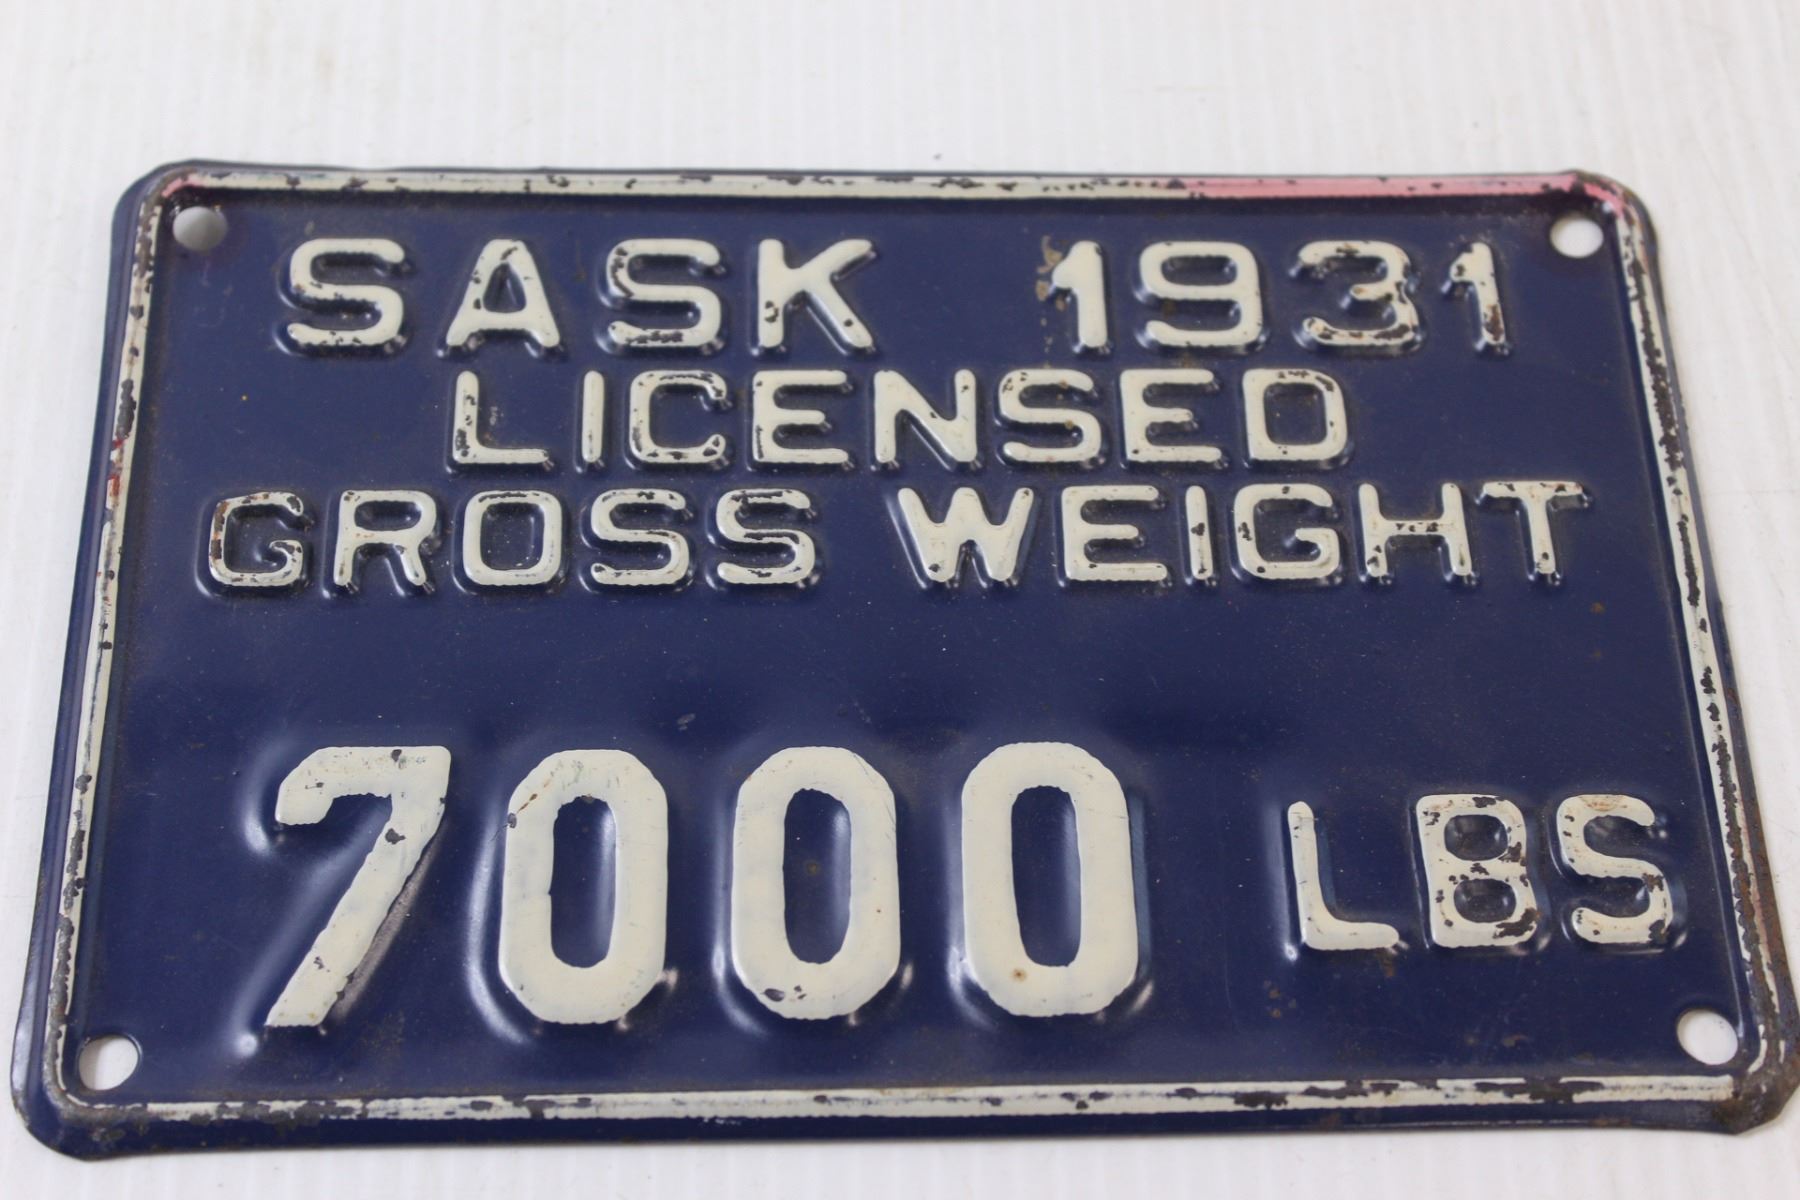 SASK 1931
LICENSED
GROSS WEIGHT
7000 LBS